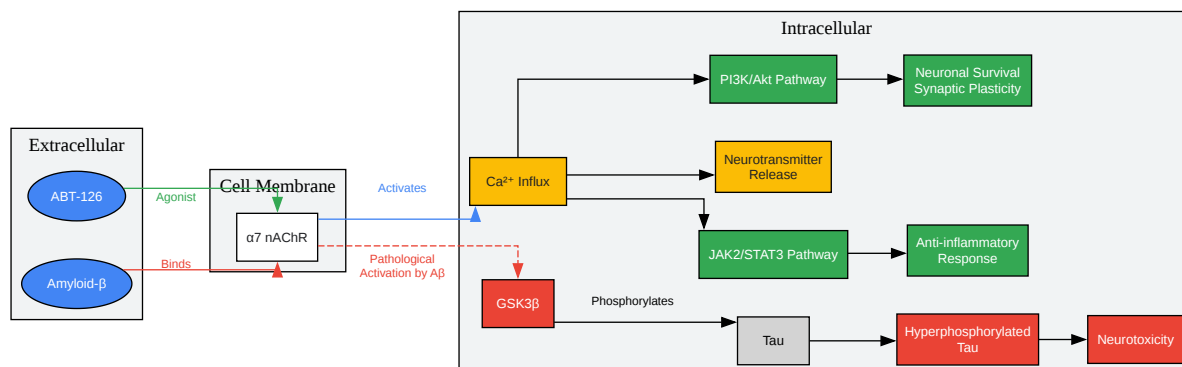 Intracellular
PI3K/Akt Pathway
Neuronal Survival
Synaptic Plasticity
Extracellular
ABT-126
Agonist
Cell Membrane
Activates
Ca²⁺ Influx
Neurotransmitter
Release
α7 nAChR
JAK2/STAT3 Pathway
Anti-inflammatory
Response
Amyloid-β
Binds
Pathological
Activation by Aβ
GSK3β
Phosphorylates
Tau
Hyperphosphorylated
Tau
Neurotoxicity